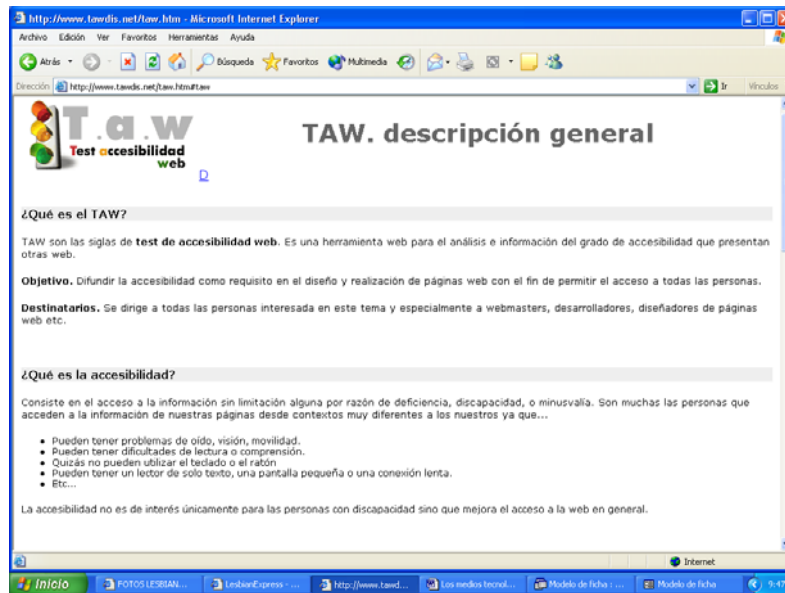 http://www.tawdis.net/taw.htm - Microsoft Internet Explorer
Archivo Edición Ver Favoritos Herramientas Ayuda
Atrás Búsqueda Favoritos Multimedia
Dirección http://www.tawdis.net/taw.htm#taw Ir Vínculos
T.a.w
Test accesibilidad
web
D
TAW. descripción general
¿Qué es el TAW?
TAW son las siglas de test de accesibilidad web. Es una herramienta web para el análisis e información del grado de accesibilidad que presentan
otras web.
Objetivo. Difundir la accesibilidad como requisito en el diseño y realización de páginas web con el fin de permitir el acceso a todas las personas.
Destinatarios. Se dirige a todas las personas interesada en este tema y especialmente a webmasters, desarrolladores, diseñadores de páginas
web etc.
¿Qué es la accesibilidad?
Consiste en el acceso a la información sin limitación alguna por razón de deficiencia, discapacidad, o minusvalía. Son muchas las personas que
acceden a la información de nuestras páginas desde contextos muy diferentes a los nuestros ya que...
• Pueden tener problemas de oído, visión, movilidad.
• Pueden tener dificultades de lectura o comprensión.
• Quizás no pueden utilizar el teclado o el ratón
• Pueden tener un lector de solo texto, una pantalla pequeña o una conexión lenta.
• Etc...
La accesibilidad no es de interés únicamente para las personas con discapacidad sino que mejora el acceso a la web en general.
Internet
Inicio FOTOS LESBIAN... LesbianExpress - ... http://www.tawd... Los medios tecnol... Modelo de ficha : ... Modelo de ficha 9:47